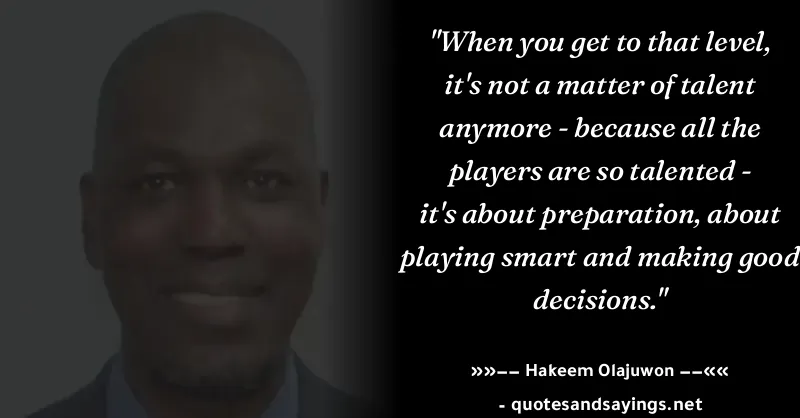 "When you get to that level,
it's not a matter of talent
anymore - because all the
players are so talented -
it's about preparation, about
playing smart and making good
decisions."
»»−− Hakeem Olajuwon −−««
- quotesandsayings.net